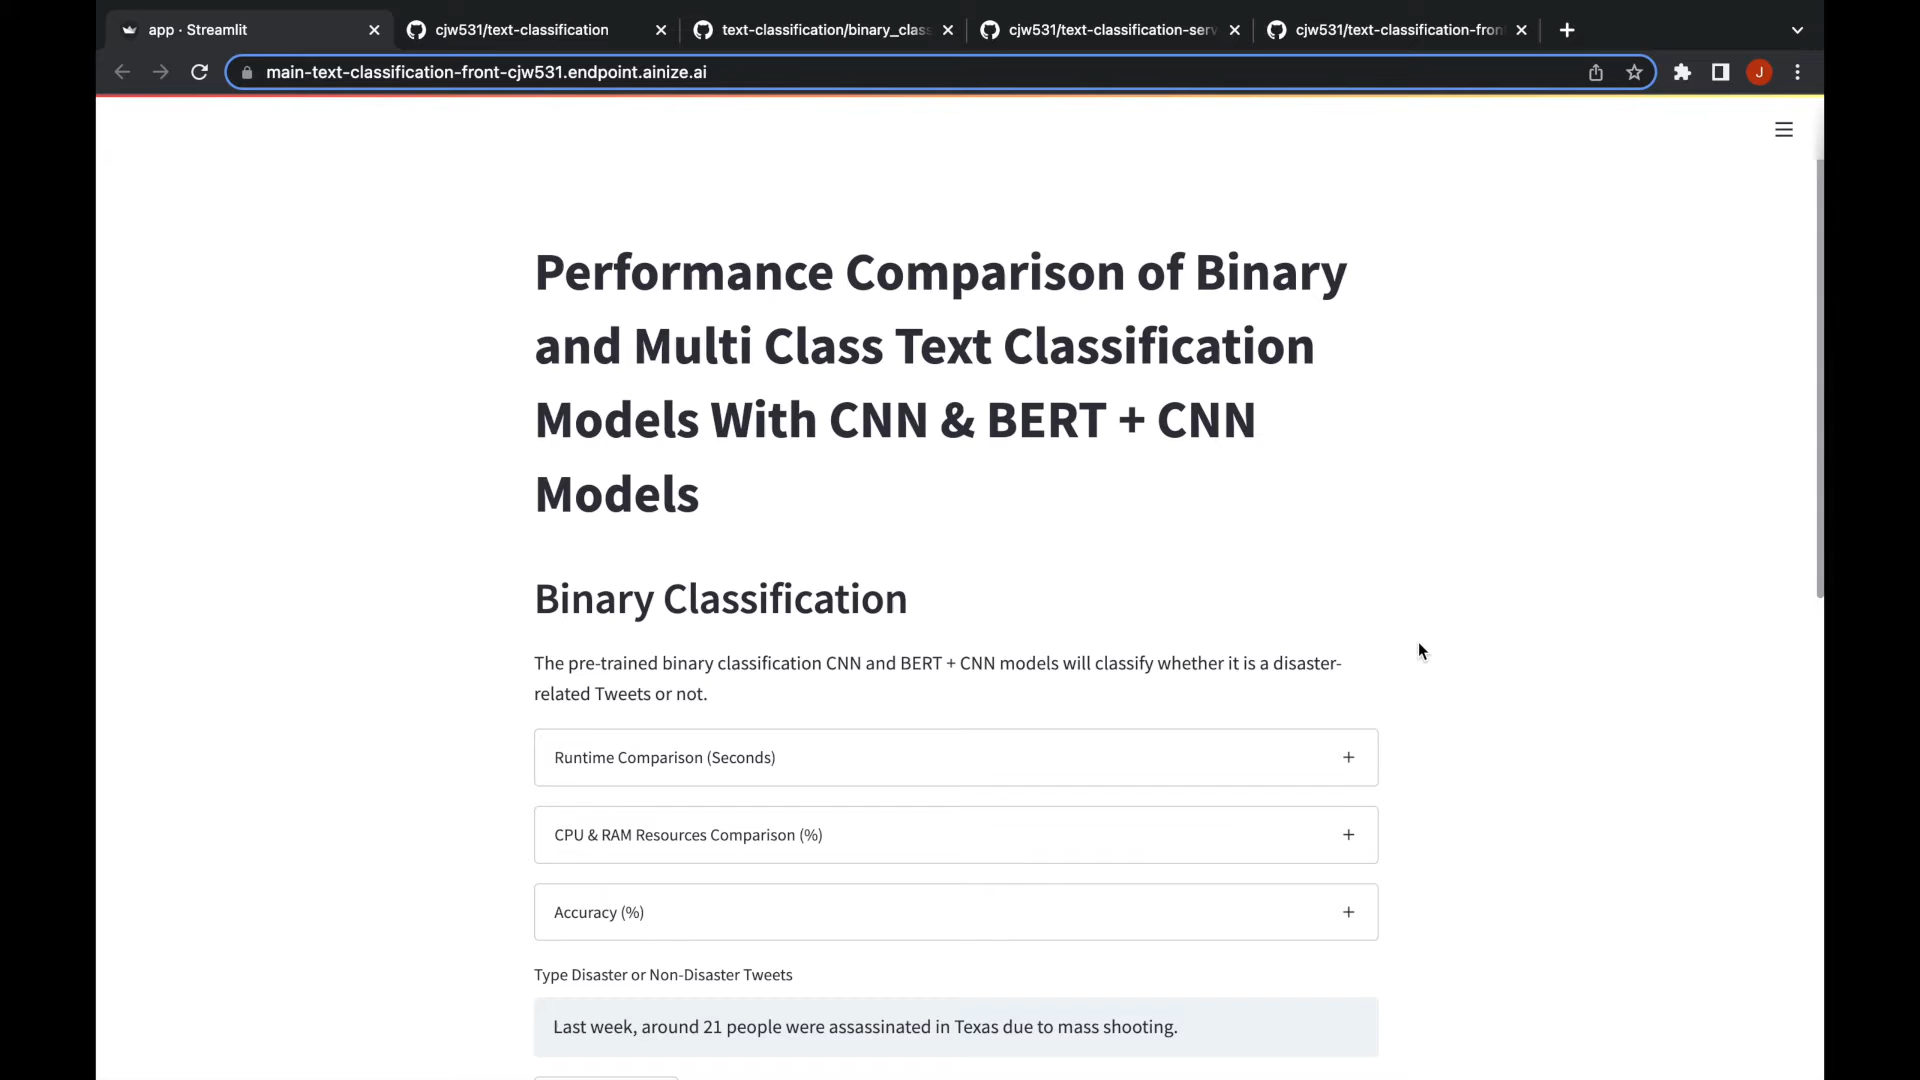 app · Streamlit
cjw531/text-classification
text-classification/binary_class
cjw531/text-classification-serv
cjw531/text-classification-front
main-text-classification-front-cjw531.endpoint.ainize.ai
J
Performance Comparison of Binary
and Multi Class Text Classification
Models With CNN & BERT + CNN
Models
Binary Classification
The pre-trained binary classification CNN and BERT + CNN models will classify whether it is a disaster-
related Tweets or not.
Runtime Comparison (Seconds)
CPU & RAM Resources Comparison (%)
Accuracy (%)
Type Disaster or Non-Disaster Tweets
Last week, around 21 people were assassinated in Texas due to mass shooting.